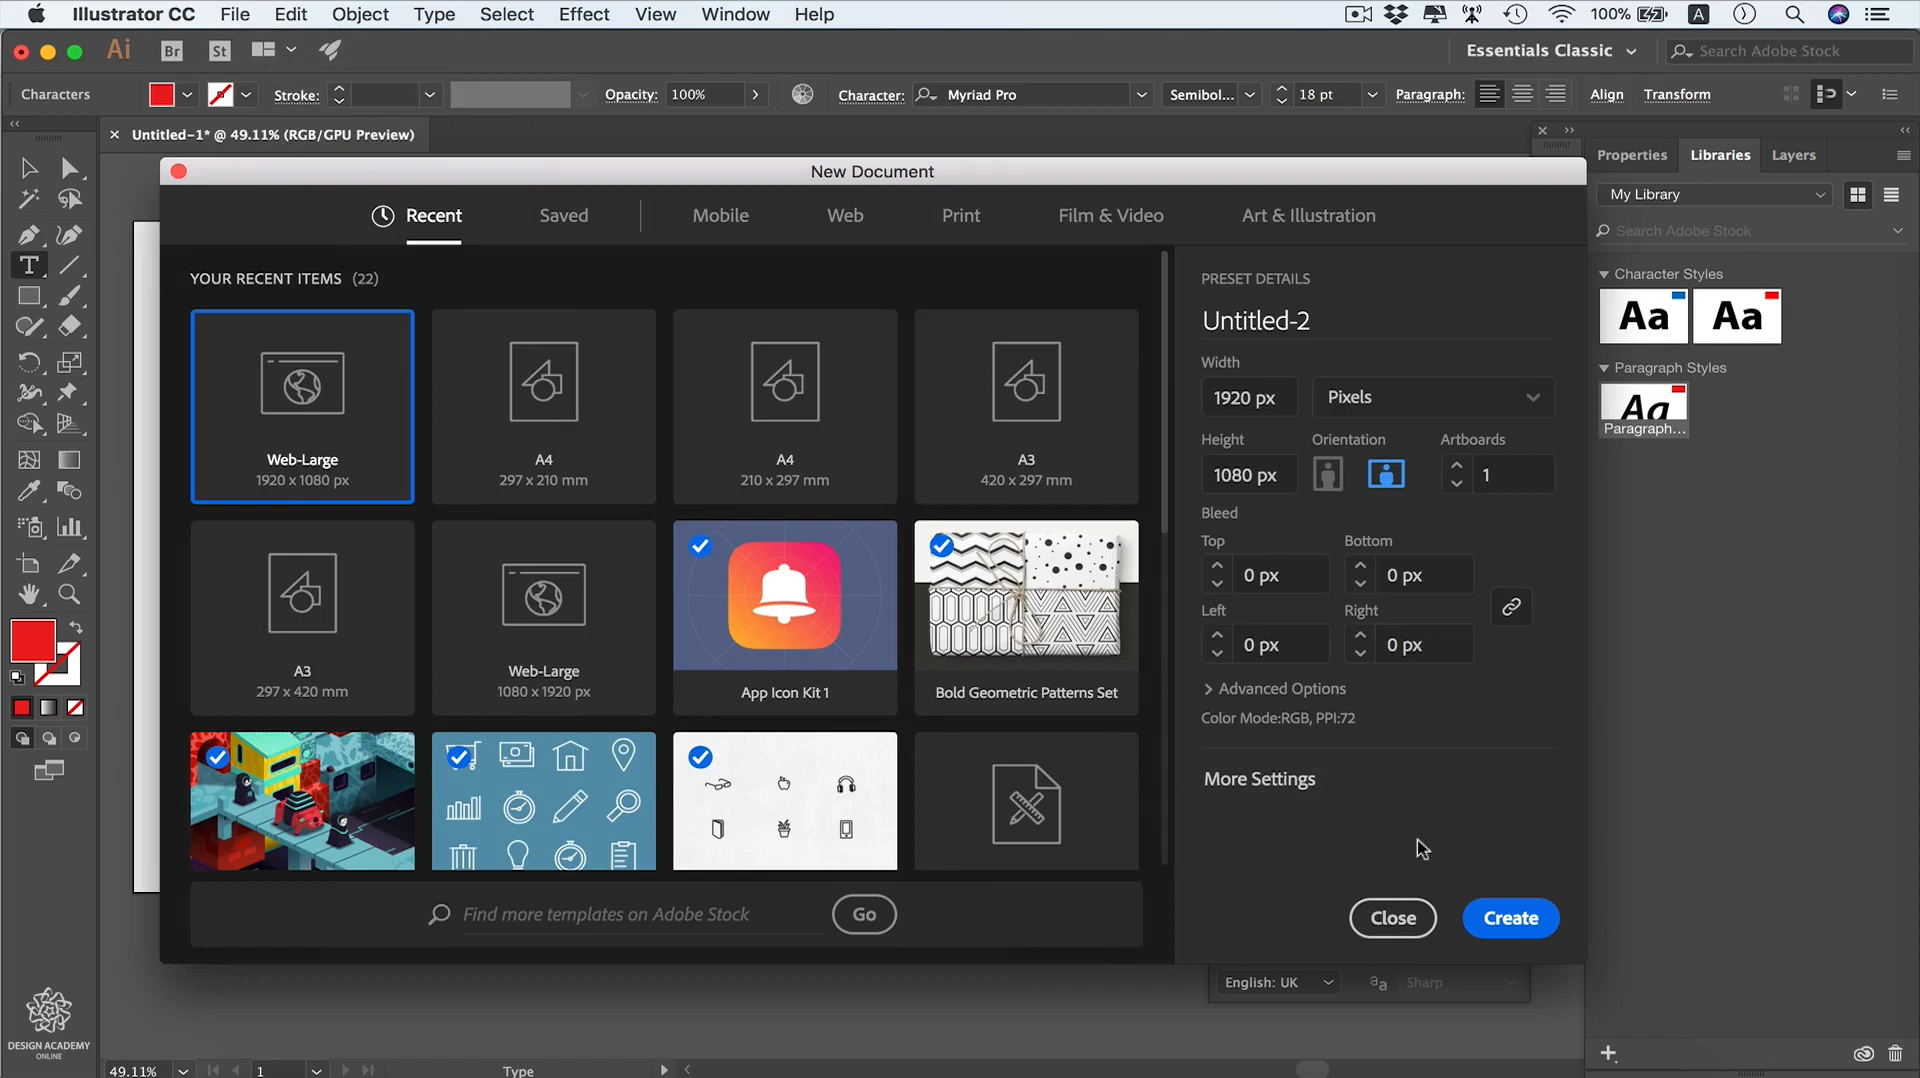 Illustrator CC File Edit Object Type Select Effect View Window Help 100% A
Ai Br St Essentials Classic Search Adobe Stock
Characters Stroke: Opacity: 100% Character: Myriad Pro Semibol... 18 pt Paragraph: Align Transform
Untitled-1* @ 49.11% (RGB/GPU Preview)
Properties Libraries Layers
New Document
My Library
Recent Saved Mobile Web Print Film & Video Art & Illustration
Search Adobe Stock
YOUR RECENT ITEMS (22)
PRESET DETAILS
Character Styles
Aa Aa
Untitled-2
Width
Paragraph Styles
1920 px Pixels
Aa
Paragraph...
Height Orientation Artboards
Web-Large A4 A4 A3
1920 x 1080 px 297 x 210 mm 210 x 297 mm 420 x 297 mm
1080 px 1
Bleed
Top Bottom
0 px 0 px
Left Right
0 px 0 px
A3 Web-Large App Icon Kit 1 Bold Geometric Patterns Set
297 x 420 mm 1080 x 1920 px
Advanced Options
Color Mode:RGB, PPI:72
More Settings
Find more templates on Adobe Stock Go
Close Create
English: UK aa Sharp
DESIGN ACADEMY
ONLINE
49.11% 1 Type